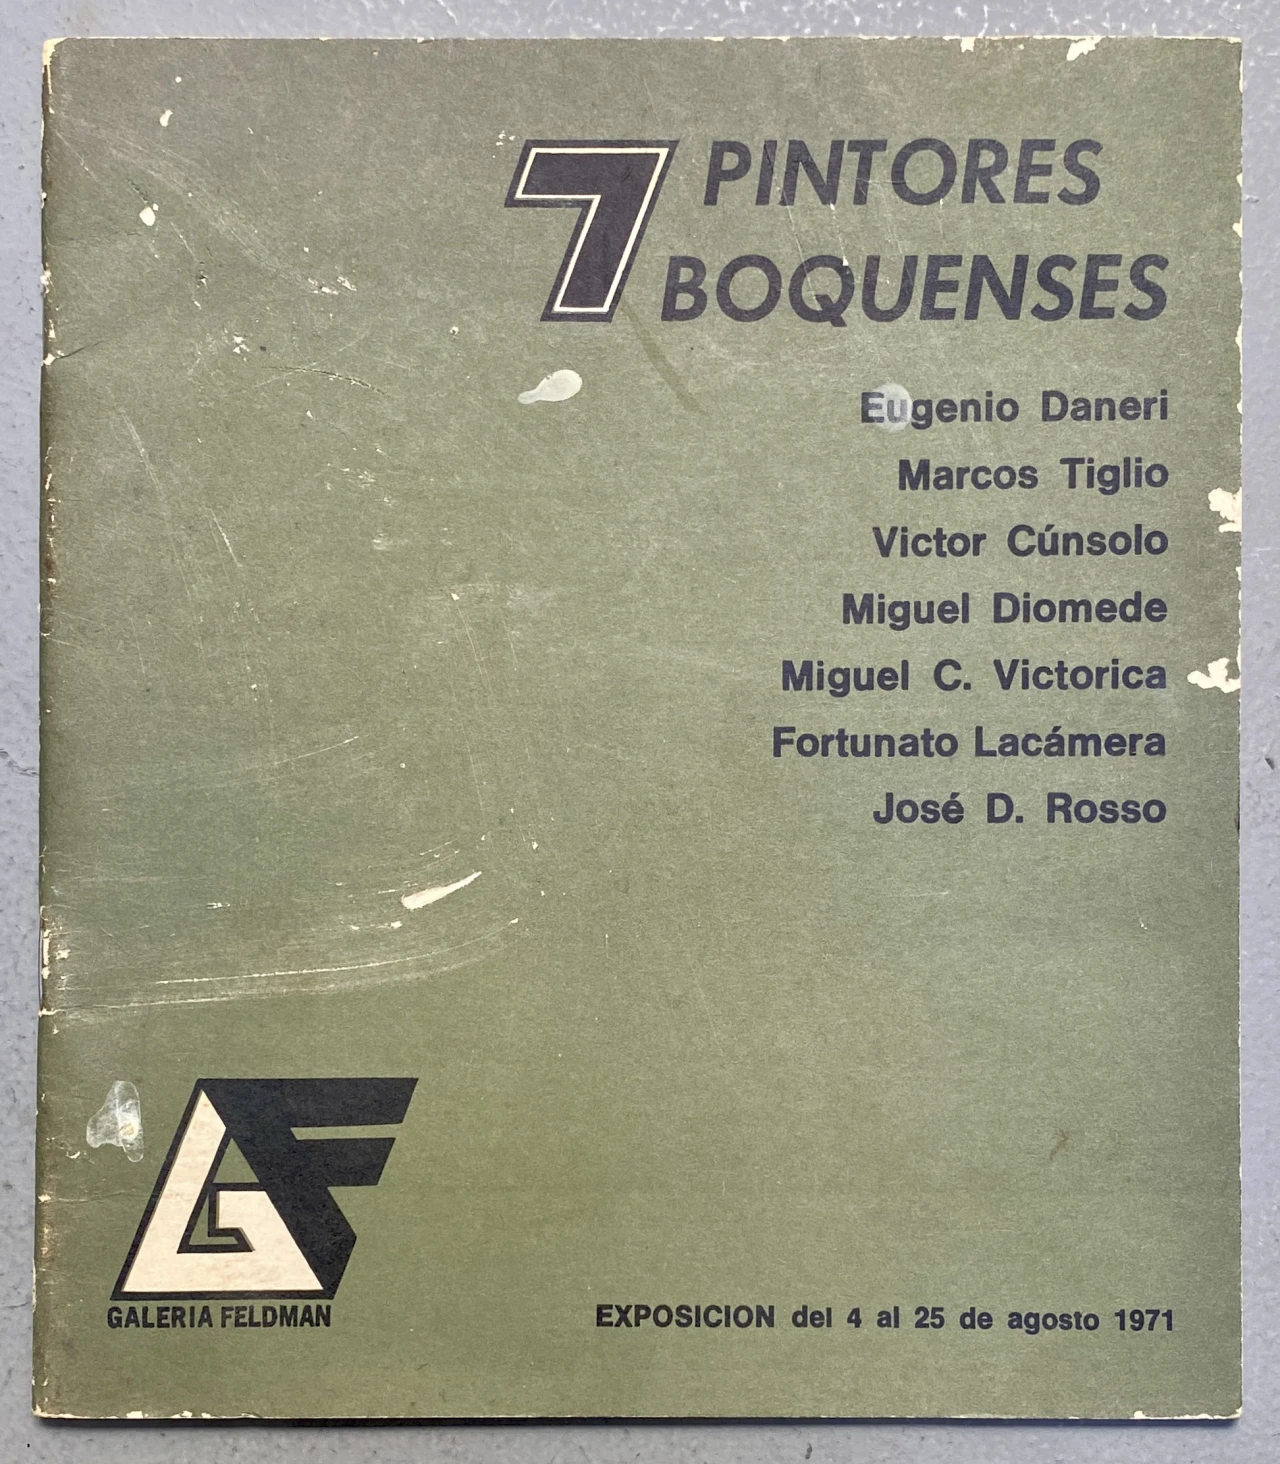 7 PINTORES
BOQUENSES
Eugenio Daneri
Marcos Tiglio
Victor Cúnsolo
Miguel Diomede
Miguel C. Victorica
Fortunato Lacámera
José D. Rosso
GF
GALERIA FELDMAN
EXPOSICION del 4 al 25 de agosto 1971